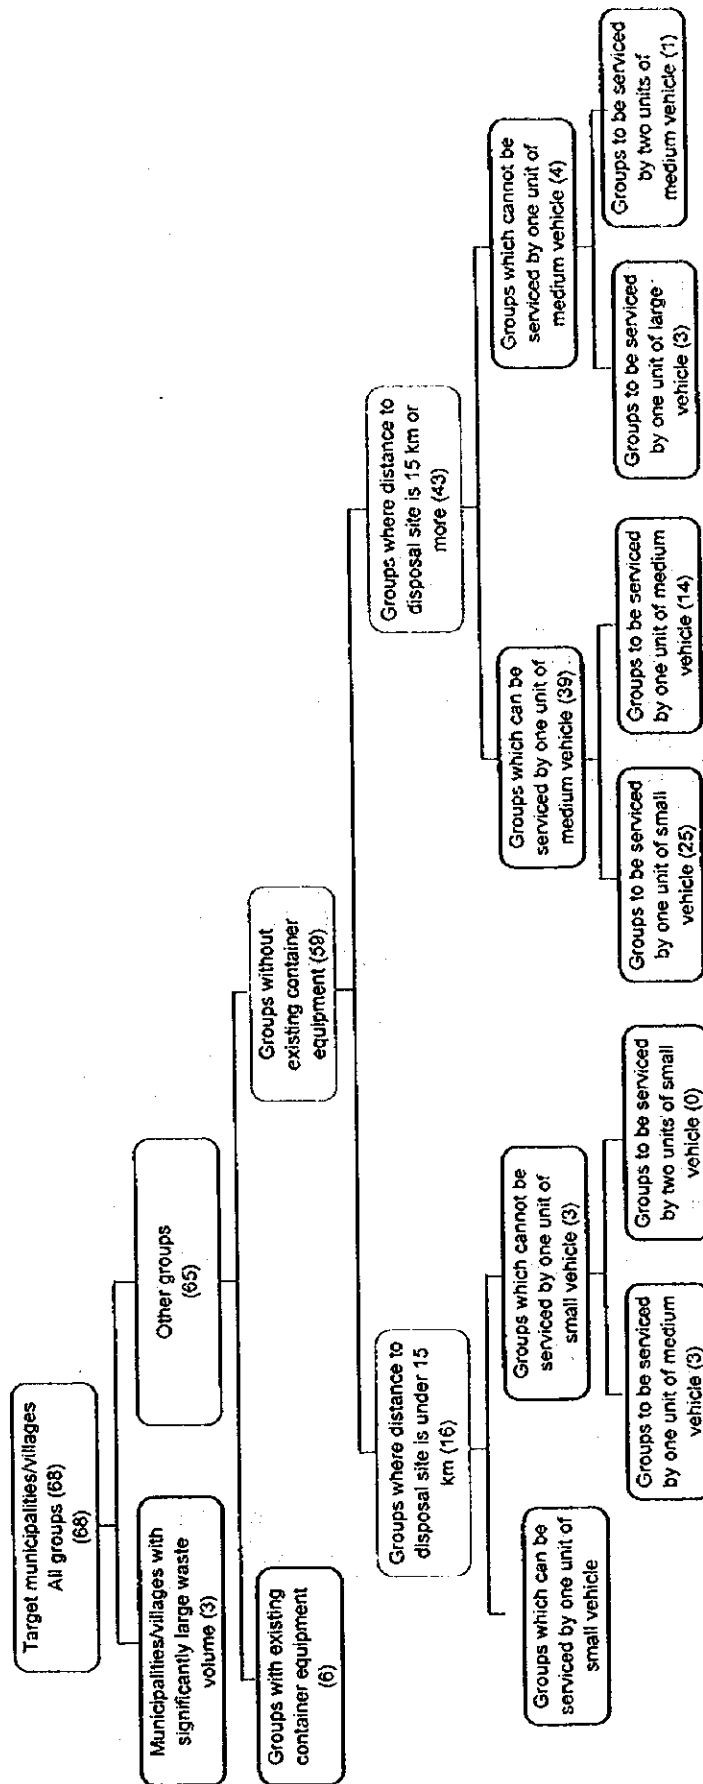 Target municipalities/villages
All groups (68)
(68)
Municipalities/villages with
significantly large waste
volume (3)
Other groups
(65)
Groups with existing
container equipment
(6)
Groups without
existing container
equipment (59)
Groups where distance to
disposal site is under 15
km (16)
Groups where distance to
disposal site is 15 km or
more (43)
Groups which can be
serviced by one unit of
small vehicle
Groups which cannot be
serviced by one unit of
small vehicle (3)
Groups which can be
serviced by one unit of
medium vehicle (39)
Groups which cannot be
serviced by one unit of
medium vehicle (4)
Groups to be serviced
by one unit of medium
vehicle (3)
Groups to be serviced
by two units of small
vehicle (0)
Groups to be serviced
by one unit of small
vehicle (25)
Groups to be serviced
by one unit of medium
vehicle (14)
Groups to be serviced
by one unit of large
vehicle (3)
Groups to be serviced
by two units of
medium vehicle (1)